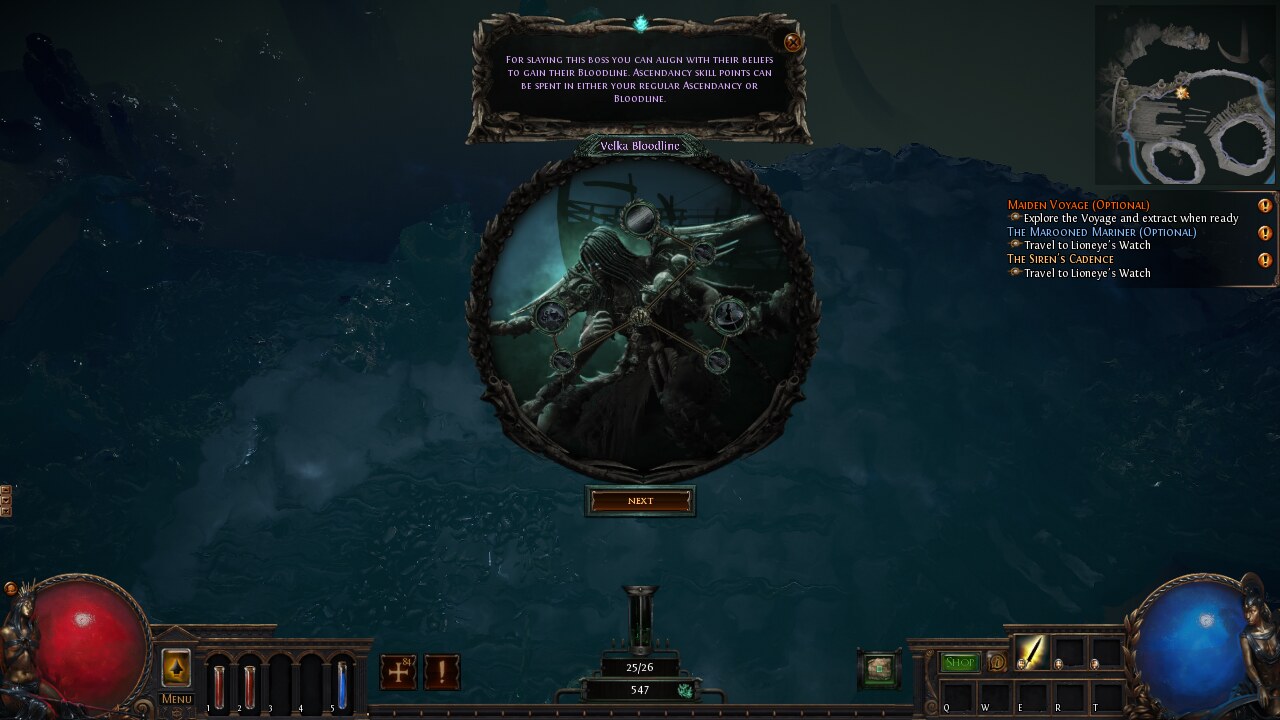 For slaying this boss you can align with their beliefs
to gain their Bloodline. Ascendancy skill points can
be spent in either your regular Ascendancy or
Bloodline.
Velka Bloodline
NEXT
Maiden Voyage (Optional)
Explore the Voyage and extract when ready
The Marooned Mariner (Optional)
Travel to Lioneye's Watch
The Siren's Cadence
Travel to Lioneye's Watch
Menu
1
2
3
4
5
84
25/26
547
Shop
Q
W
E
R
T